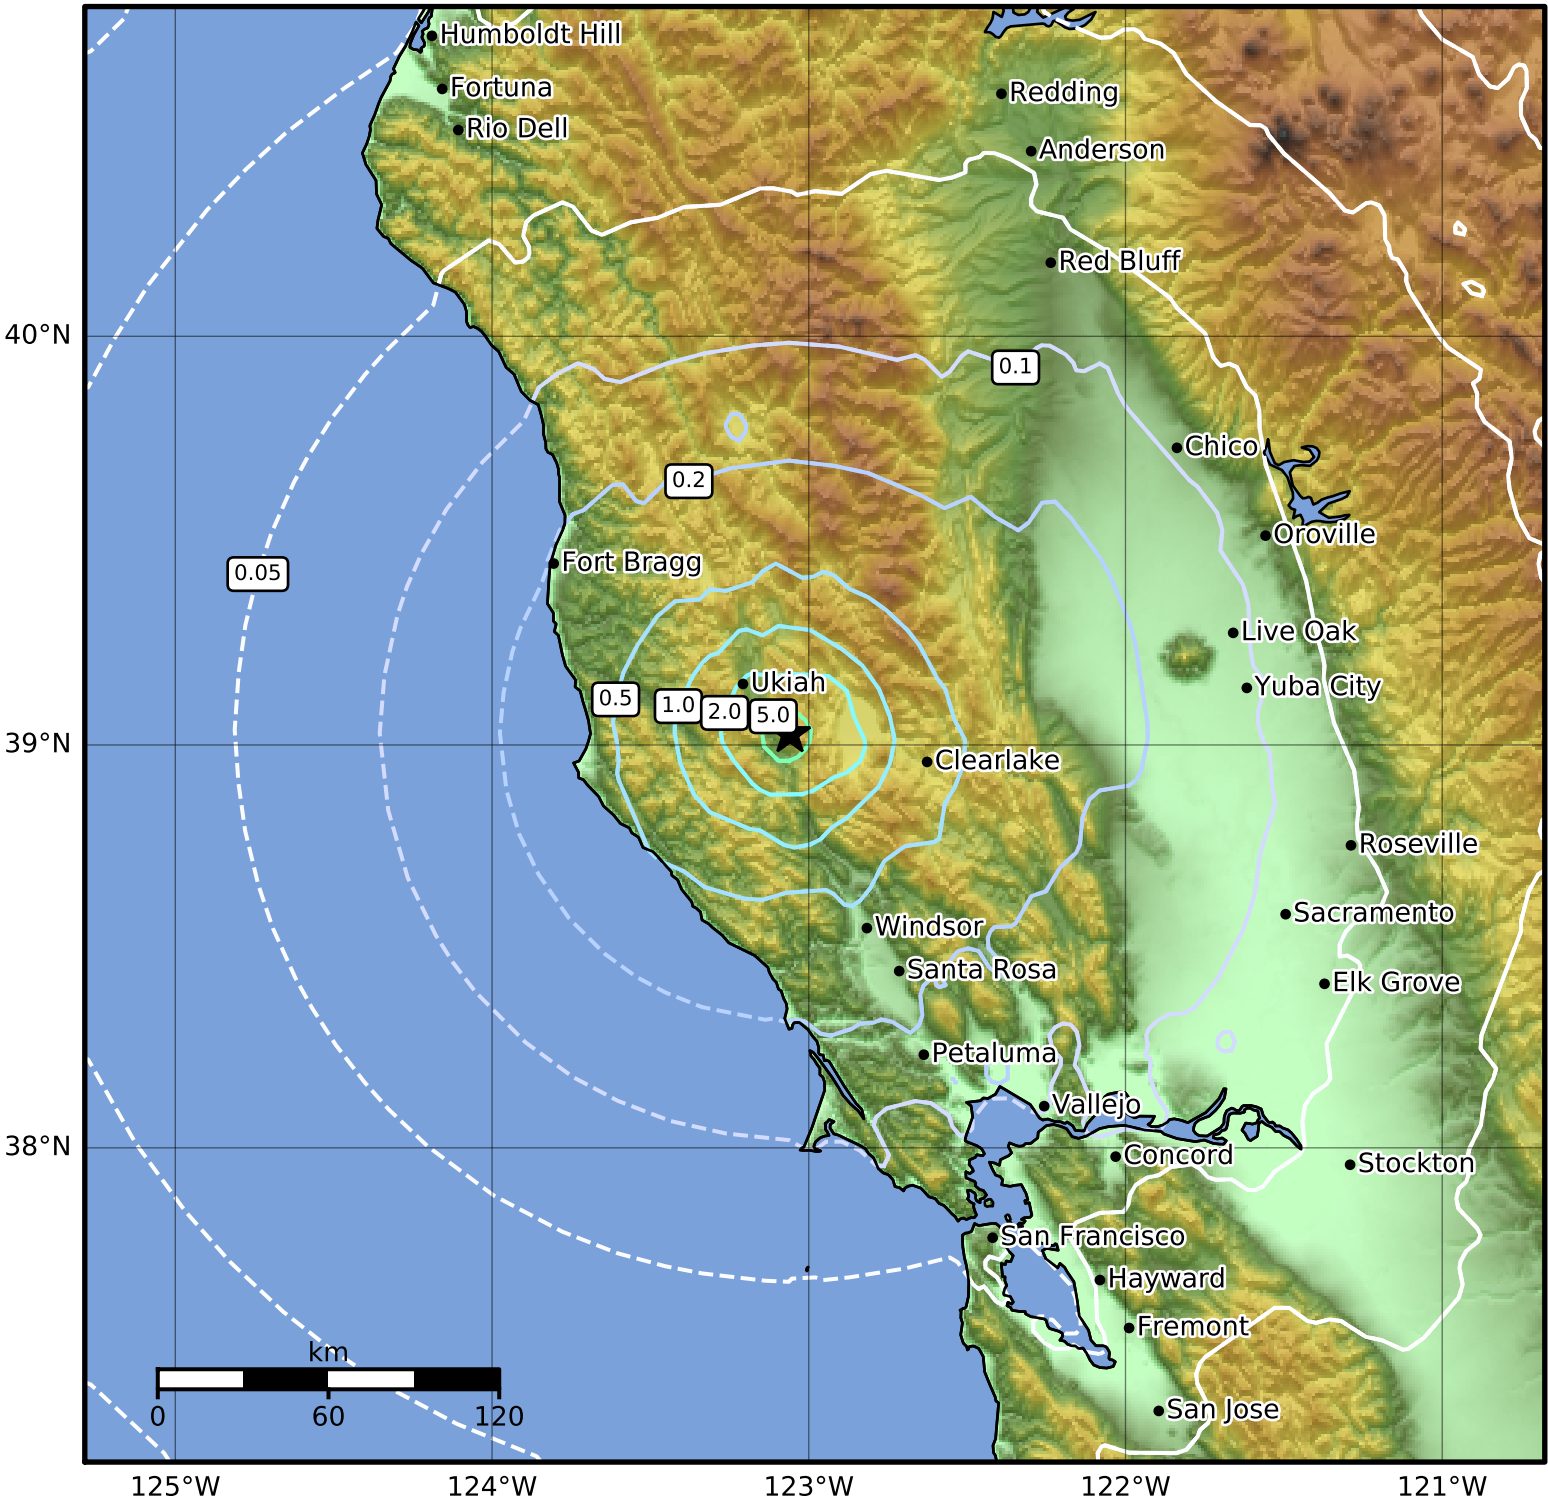 Humboldt Hill
Fortuna
Redding
Rio Dell
Anderson
Red Bluff
40°N
0.1
Chico
0.2
Oroville
Fort Bragg
0.05
Live Oak
Ukiah
Yuba City
0.5
1.0
2.0
5.0
39°N
Clearlake
Roseville
Sacramento
Windsor
Santa Rosa
Elk Grove
Petaluma
Vallejo
38°N
Concord
Stockton
San Francisco
Hayward
Fremont
km
0 60 120
San Jose
125°W 124°W 123°W 122°W 121°W